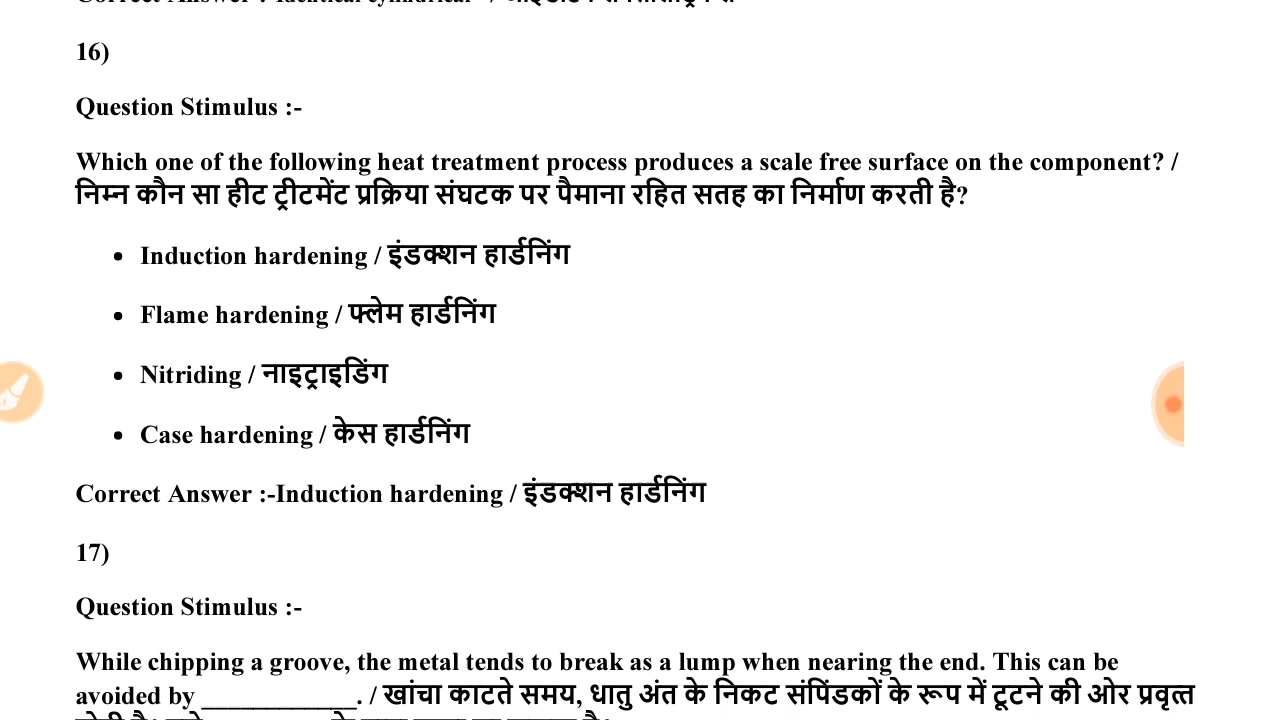 16)
Question Stimulus :-
Which one of the following heat treatment process produces a scale free surface on the component? /
निम्न कौन सा हीट ट्रीटमेंट प्रक्रिया संघटक पर पैमाना रहित सतह का निर्माण करती है?
• Induction hardening / इंडक्शन हार्डनिंग
• Flame hardening / फ्लेम हार्डनिंग
• Nitriding / नाइट्राइडिंग
• Case hardening / केस हार्डनिंग
Correct Answer :-Induction hardening / इंडक्शन हार्डनिंग
17)
Question Stimulus :-
While chipping a groove, the metal tends to break as a lump when nearing the end. This can be
avoided by ____________. / खांचा काटते समय, धातु अंत के निकट संपिंडकों के रूप में टूटने की ओर प्रवृत्त